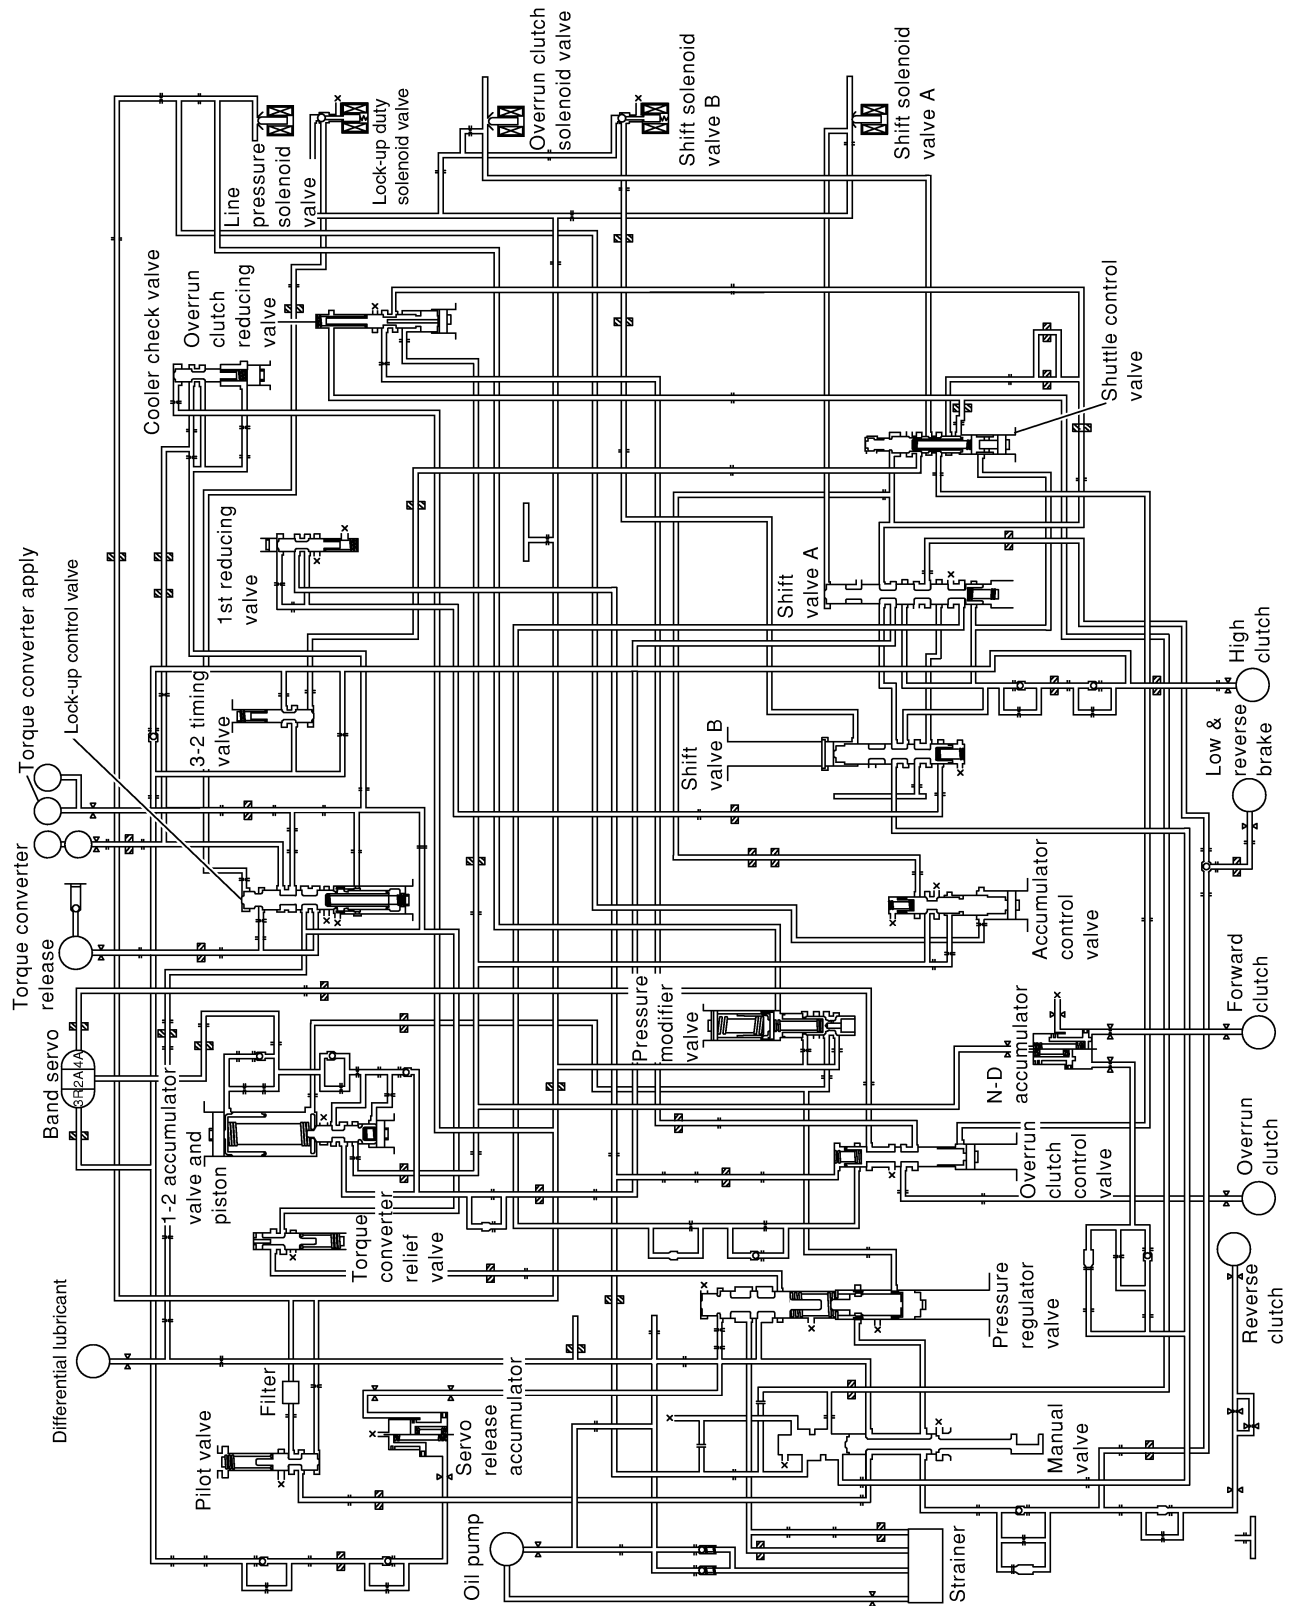 Line
pressure
solenoid
valve
Lock-up duty
solenoid valve
Overrun clutch
solenoid valve
Shift solenoid
valve B
Shift solenoid
valve A
Cooler check valve
Overrun
clutch
reducing
valve
Shuttle control
valve
Torque converter apply
Lock-up control valve
1st reducing
valve
Shift
valve A
High
clutch
3-2 timing
valve
Shift
valve B
Low &
reverse
brake
Torque converter
release
Accumulator
control
valve
Band servo
3R2A4A
Pressure
modifier
valve
N-D
accumulator
Forward
clutch
1-2 accumulator
valve and
piston
Overrun
clutch
control
valve
Overrun
clutch
Torque
converter
relief
valve
Differential lubricant
Pressure
regulator
valve
Reverse
clutch
Filter
Pilot valve
Servo
release
accumulator
Manual
valve
Oil pump
Strainer